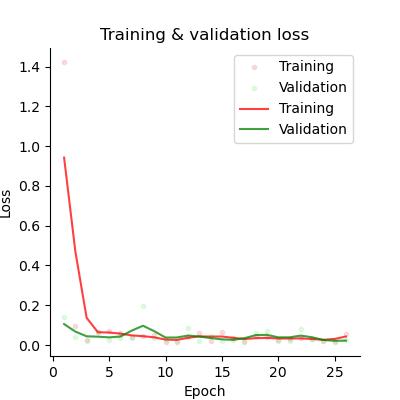 Training & validation loss
Training
Validation
Training
Validation
Loss
1.4
1.2
1.0
0.8
0.6
0.4
0.2
0.0
0 5 10 15 20 25
Epoch